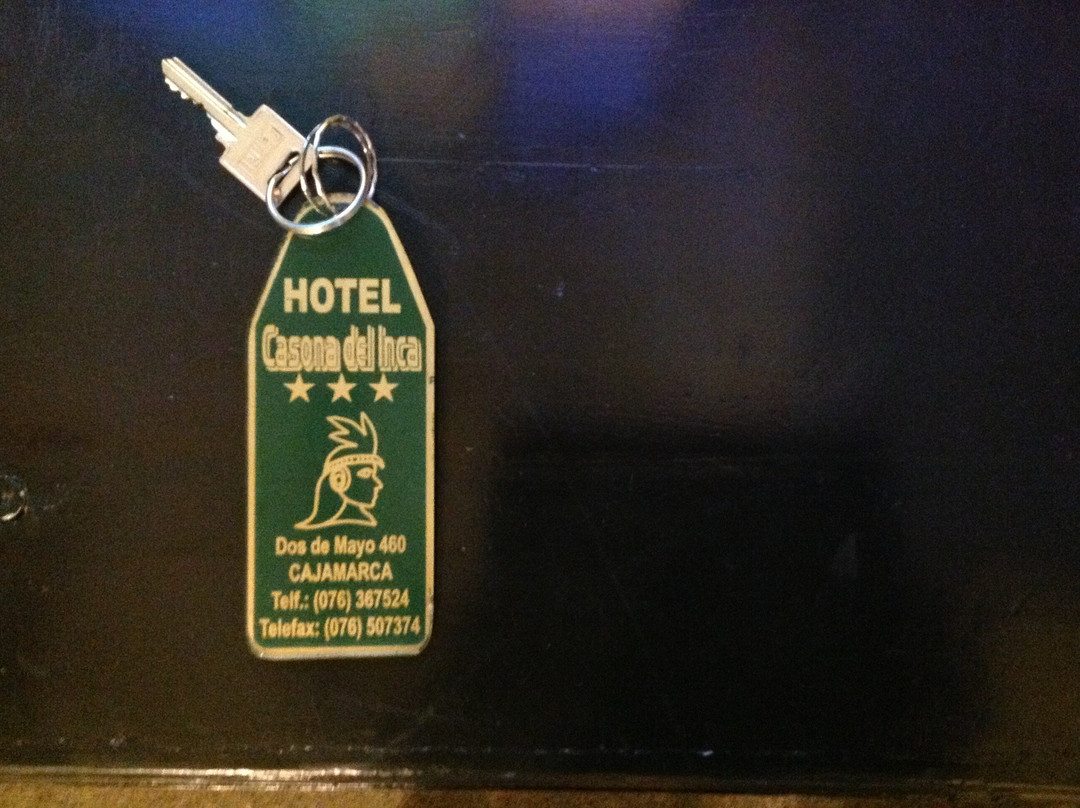 HOTEL
Casona del Inca
Dos de Mayo 460
CAJAMARCA
Telf.: (076) 367524
Telefax: (076) 507374